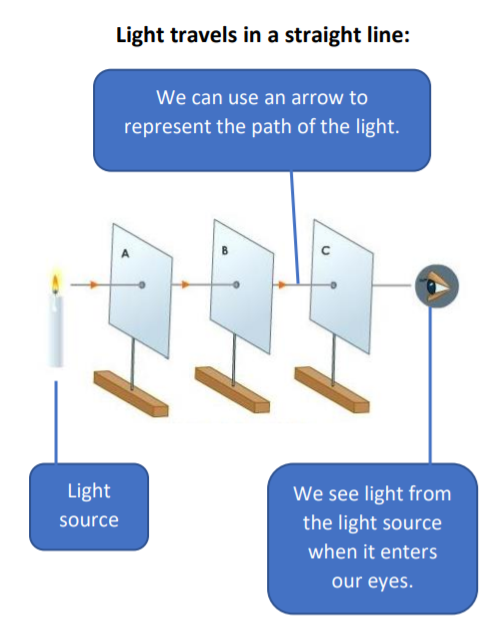 Light travels in a straight line:
We can use an arrow to
represent the path of the light.
A
B
C
Light
source
We see light from
the light source
when it enters
our eyes.